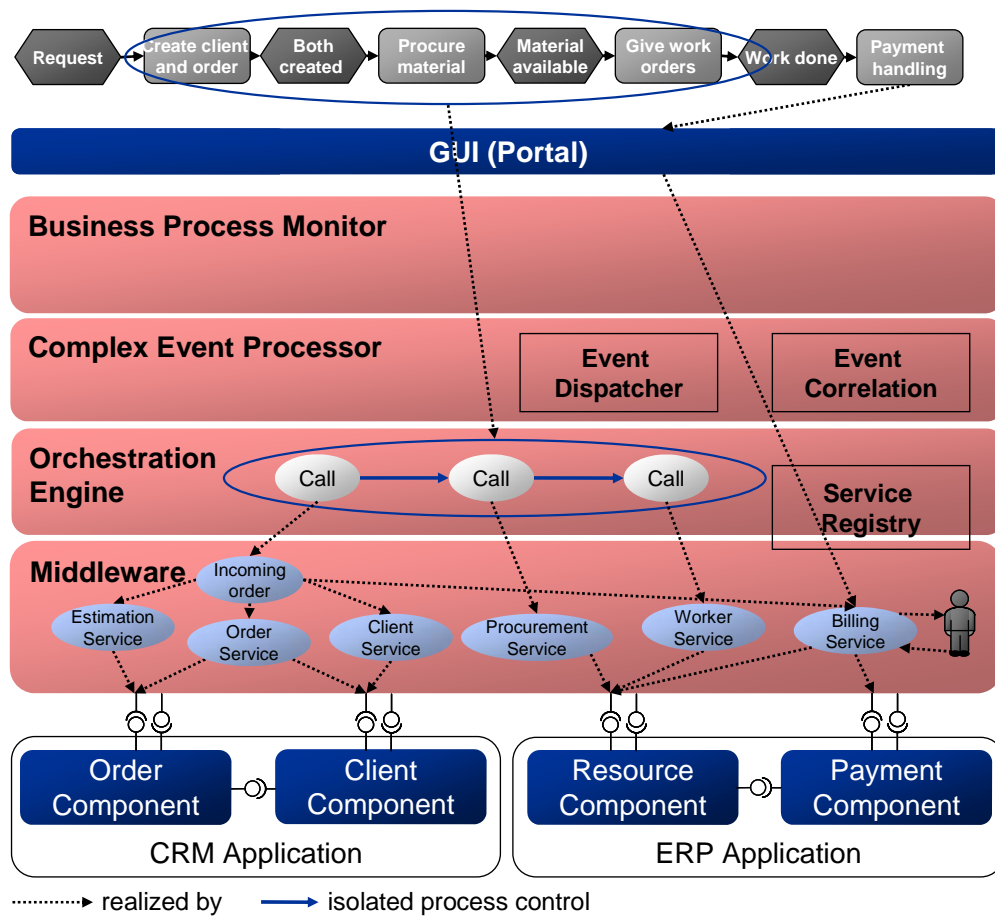 Request
Create client
and order
Both
created
Procure
material
Material
available
Give work
orders
Work done
Payment
handling
GUI (Portal)
Business Process Monitor
Complex Event Processor
Event
Dispatcher
Event
Correlation
Orchestration
Engine
Call
Call
Call
Service
Registry
Middleware
Incoming
order
Estimation
Service
Order
Service
Client
Service
Procurement
Service
Worker
Service
Billing
Service
Order
Component
Client
Component
Resource
Component
Payment
Component
CRM Application
ERP Application
realized by
isolated process control